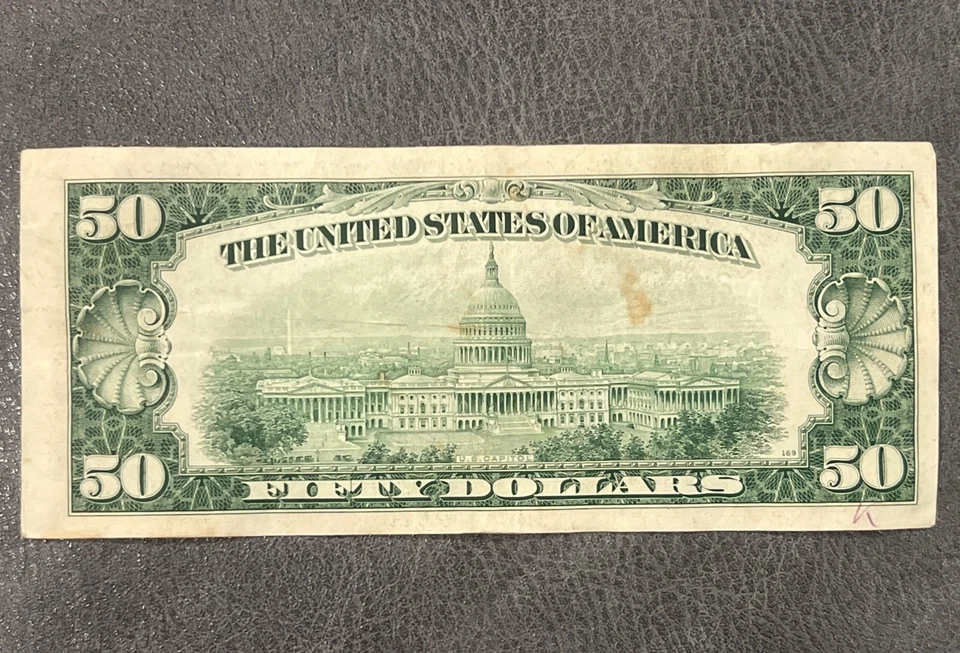 50 50
THE UNITED STATES OF AMERICA
U.S. CAPITOL
169
50 FIFTY DOLLARS 50